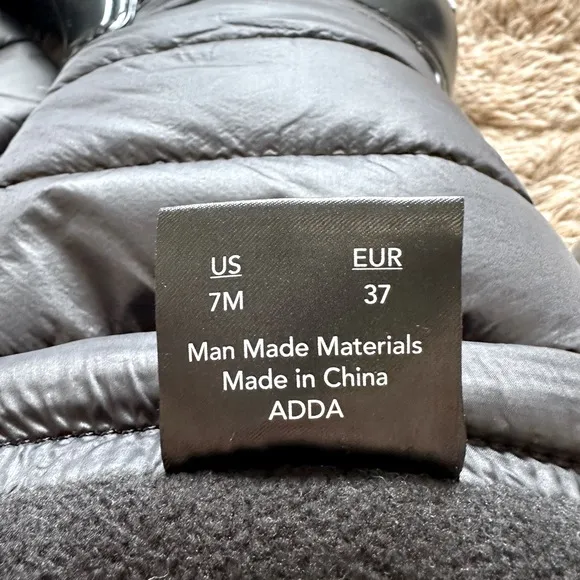 US EUR
7M 37
Man Made Materials
Made in China
ADDA